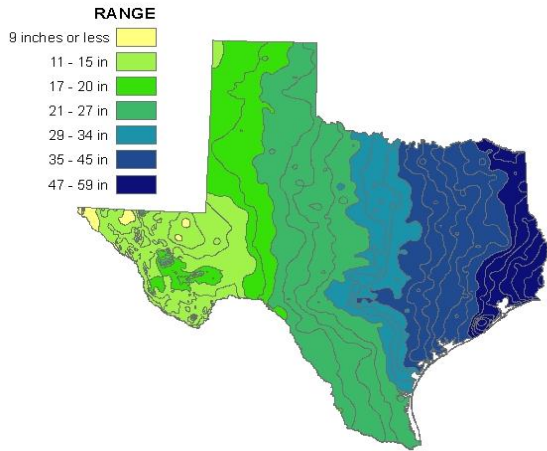 RANGE
9 inches or less
11 - 15 in
17 - 20 in
21 - 27 in
29 - 34 in
35 - 45 in
47 - 59 in